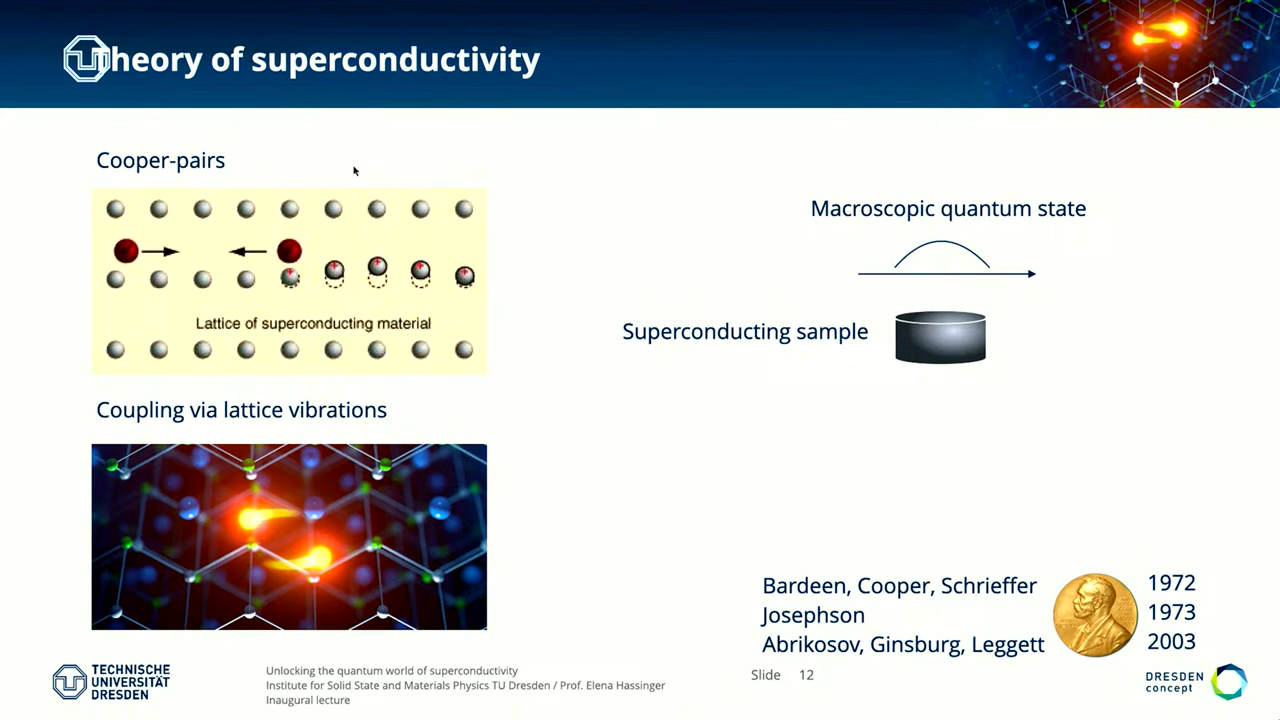 Theory of superconductivity
Cooper-pairs
+ + + + +
Lattice of superconducting material
Coupling via lattice vibrations
Macroscopic quantum state
Superconducting sample
Bardeen, Cooper, Schrieffer 1972
Josephson 1973
Abrikosov, Ginsburg, Leggett 2003
TECHNISCHE
UNIVERSITÄT
DRESDEN
Unlocking the quantum world of superconductivity
Institute for Solid State and Materials Physics TU Dresden / Prof. Elena Hassinger
Inaugural lecture
Slide 12
DRESDEN
concept